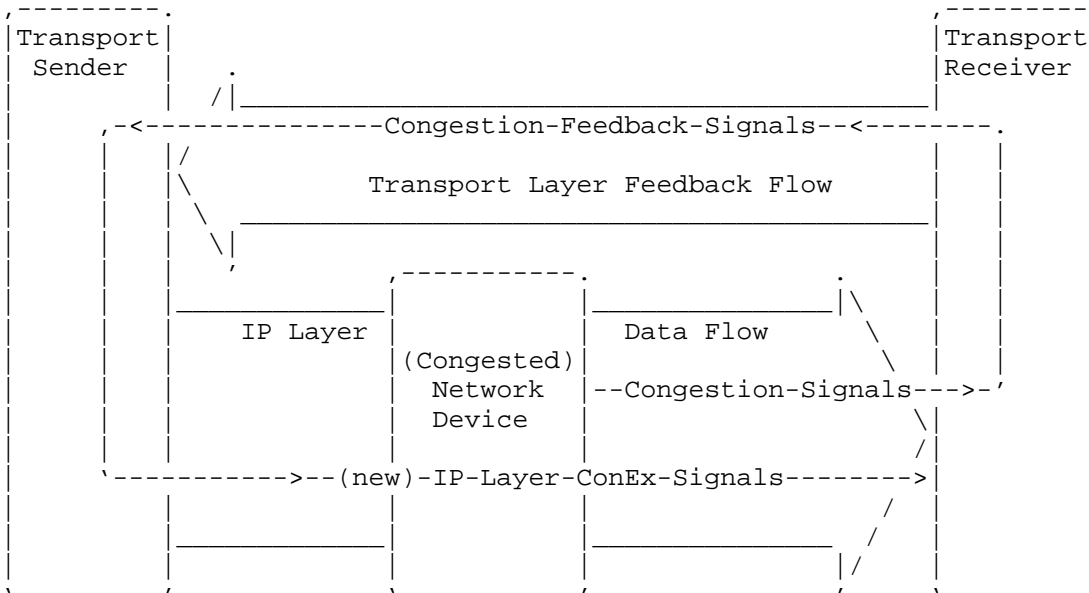 Transport Transport
Sender Receiver
Congestion-Feedback-Signals
Transport Layer Feedback Flow
IP Layer Data Flow
(Congested)
Network --Congestion-Signals--->-
Device
(new)-IP-Layer-ConEx-Signals